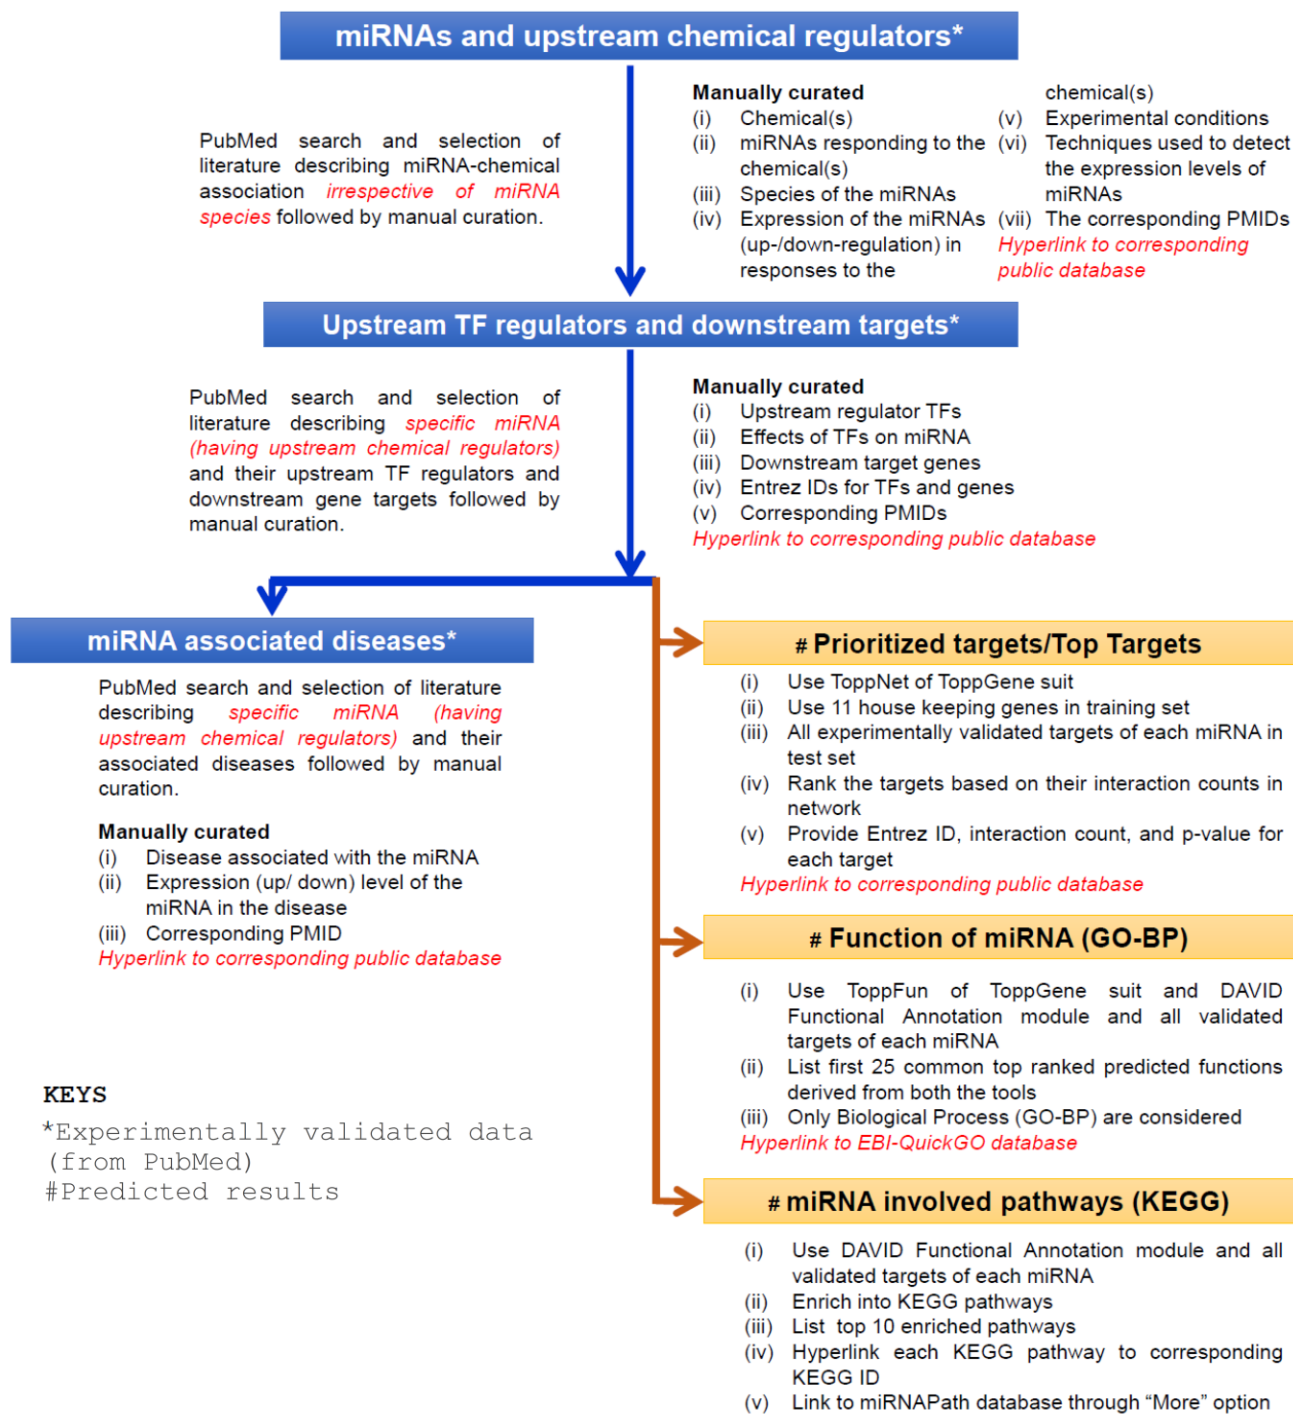 miRNAs and upstream chemical regulators*
PubMed search and selection of
literature describing miRNA-chemical
association irrespective of miRNA
species followed by manual curation.
Manually curated
(i) Chemical(s)
(ii) miRNAs responding to the
chemical(s)
(iii) Species of the miRNAs
(iv) Expression of the miRNAs
(up-/down-regulation) in
responses to the
chemical(s)
(v) Experimental conditions
(vi) Techniques used to detect
the expression levels of
miRNAs
(vii) The corresponding PMIDs
Hyperlink to corresponding
public database
Upstream TF regulators and downstream targets*
PubMed search and selection of
literature describing specific miRNA
(having upstream chemical regulators)
and their upstream TF regulators and
downstream gene targets followed by
manual curation.
Manually curated
(i) Upstream regulator TFs
(ii) Effects of TFs on miRNA
(iii) Downstream target genes
(iv) Entrez IDs for TFs and genes
(v) Corresponding PMIDs
Hyperlink to corresponding public database
miRNA associated diseases*
PubMed search and selection of literature
describing specific miRNA (having
upstream chemical regulators) and their
associated diseases followed by manual
curation.
Manually curated
(i) Disease associated with the miRNA
(ii) Expression (up/ down) level of the
miRNA in the disease
(iii) Corresponding PMID
Hyperlink to corresponding public database
KEYS
*Experimentally validated data
(from PubMed)
#Predicted results
# Prioritized targets/Top Targets
(i) Use ToppNet of ToppGene suit
(ii) Use 11 house keeping genes in training set
(iii) All experimentally validated targets of each miRNA in
test set
(iv) Rank the targets based on their interaction counts in
network
(v) Provide Entrez ID, interaction count, and p-value for
each target
Hyperlink to corresponding public database
# Function of miRNA (GO-BP)
(i) Use ToppFun of ToppGene suit and DAVID
Functional Annotation module and all validated
targets of each miRNA
(ii) List first 25 common top ranked predicted functions
derived from both the tools
(iii) Only Biological Process (GO-BP) are considered
Hyperlink to EBI-QuickGO database
# miRNA involved pathways (KEGG)
(i) Use DAVID Functional Annotation module and all
validated targets of each miRNA
(ii) Enrich into KEGG pathways
(iii) List top 10 enriched pathways
(iv) Hyperlink each KEGG pathway to corresponding
KEGG ID
(v) Link to miRNAPath database through “More” option